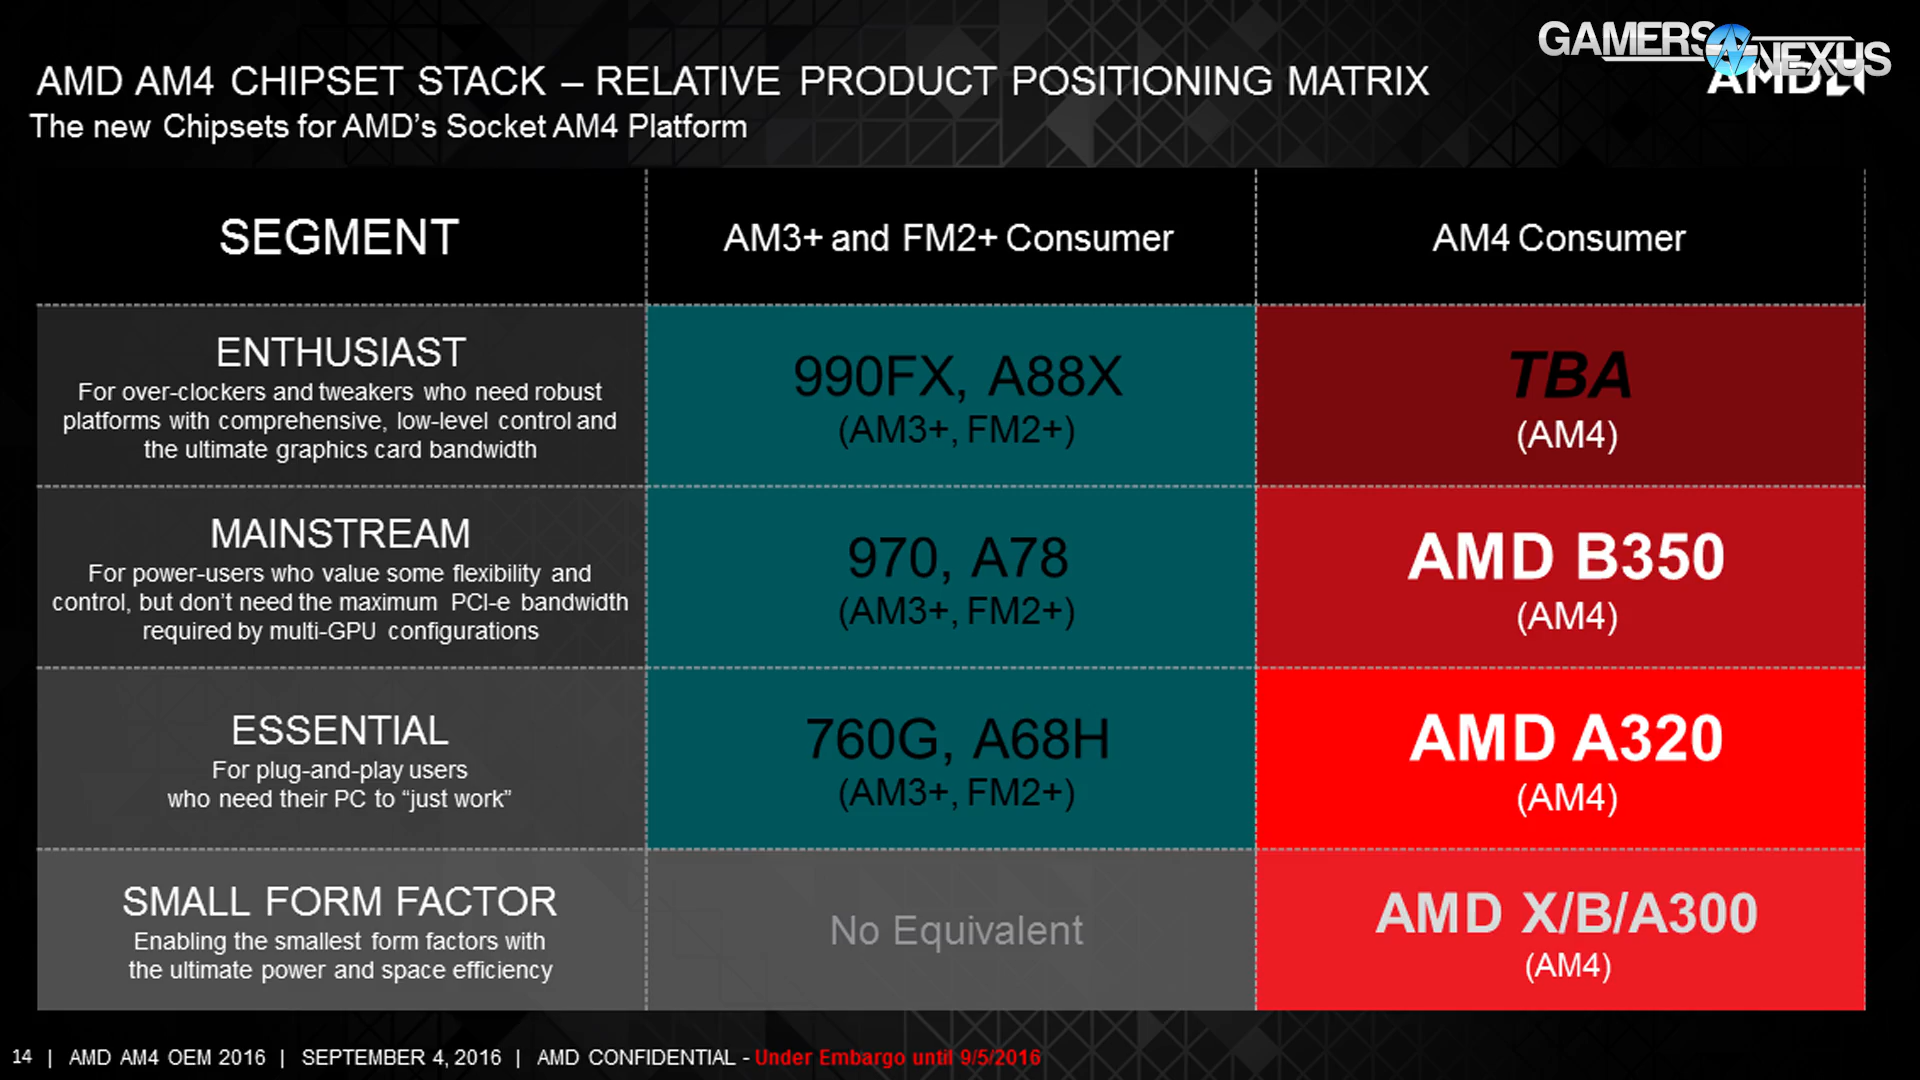 GAMERS NEXUS
AMD
AMD AM4 CHIPSET STACK – RELATIVE PRODUCT POSITIONING MATRIX
The new Chipsets for AMD’s Socket AM4 Platform
SEGMENT
AM3+ and FM2+ Consumer
AM4 Consumer
ENTHUSIAST
For over-clockers and tweakers who need robust
platforms with comprehensive, low-level control and
the ultimate graphics card bandwidth
990FX, A88X
(AM3+, FM2+)
TBA
(AM4)
MAINSTREAM
For power-users who value some flexibility and
control, but don’t need the maximum PCI-e bandwidth
required by multi-GPU configurations
970, A78
(AM3+, FM2+)
AMD B350
(AM4)
ESSENTIAL
For plug-and-play users
who need their PC to “just work”
760G, A68H
(AM3+, FM2+)
AMD A320
(AM4)
SMALL FORM FACTOR
Enabling the smallest form factors with
the ultimate power and space efficiency
No Equivalent
AMD X/B/A300
(AM4)
14 | AMD AM4 OEM 2016 | SEPTEMBER 4, 2016 | AMD CONFIDENTIAL - Under Embargo until 9/5/2016